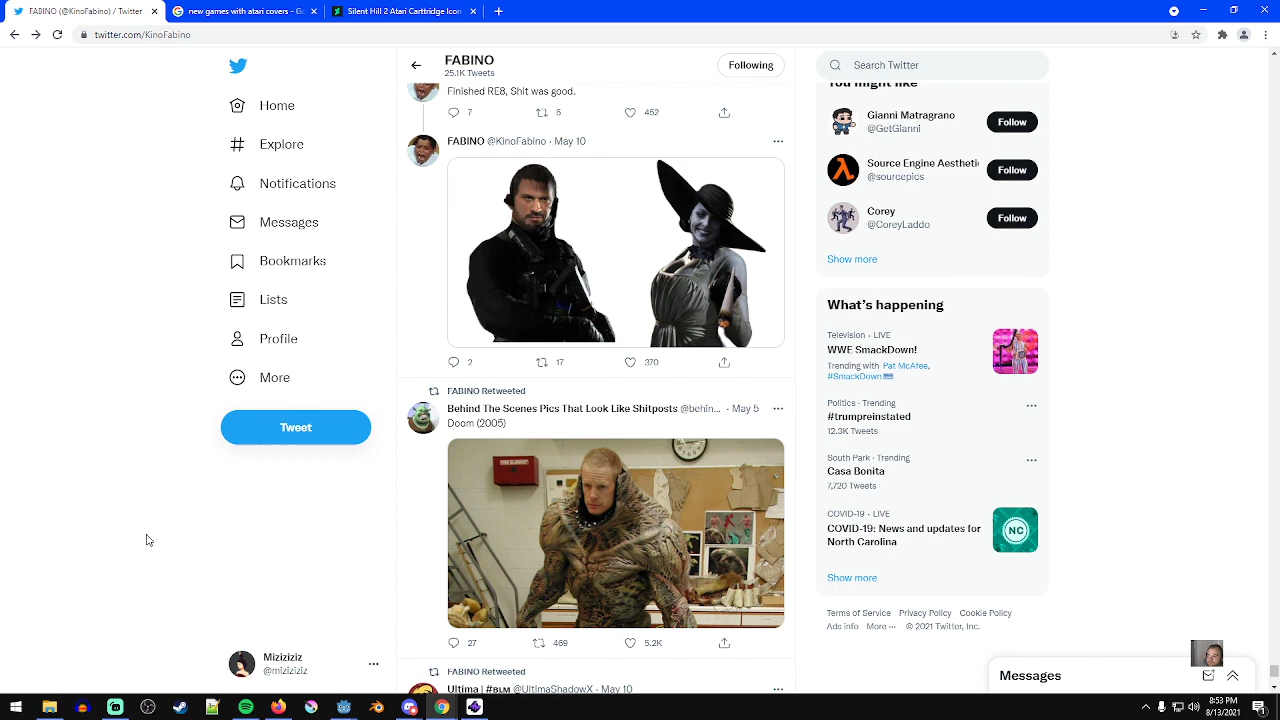 FABINO (@KinoFabino) / Twitter
new games with atari covers - Go
Silent Hill 2 Atari Carttridge Icon
twitter.com/KinoFabino
FABINO
25.1K Tweets
Following
Home
Explore
Notifications
Messages
Bookmarks
Lists
Profile
More
Tweet
Miziziziz
@miziziziz
Finished RE8, Shit was good.
7 5 452
FABINO @KinoFabino · May 10
2 17 370
FABINO Retweeted
Behind The Scenes Pics That Look Like Shitposts @behin... · May 5
Doom (2005)
FIRE BLANKET
27 469 5.2K
FABINO Retweeted
Ultima | #BLM @UltimaShadowX · May 10
Search Twitter
You might like
Gianni Matragrano
@GetGianni
Follow
Source Engine Aesthetic
@sourcepics
Follow
Corey
@CoreyLaddo
Follow
Show more
What's happening
Television · LIVE
WWE SmackDown!
Trending with Pat McAfee,
#SmackDown
Politics · Trending
#trumpreinstated
12.3K Tweets
South Park · Trending
Casa Bonita
7,720 Tweets
COVID-19 · LIVE
COVID-19: News and updates for
North Carolina
NC
Show more
Terms of Service Privacy Policy Cookie Policy
Ads info More ··· © 2021 Twitter, Inc.
Messages
8:53 PM
8/13/2021